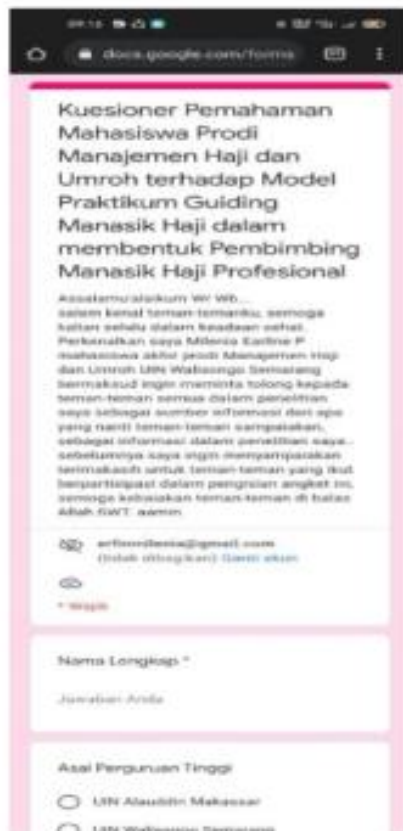 09.16
docs.google.com/forms
Kuesioner Pemahaman
Mahasiswa Prodi
Manajemen Haji dan
Umroh terhadap Model
Praktikum Guiding
Manasik Haji dalam
membentuk Pembimbing
Manasik Haji Profesional
Assalamu'alaikum Wr Wb...
salam kenal teman-temanku, semoga
kalian selalu dalam keadaan sehat.
Perkenalkan saya Milenia Earline P
mahasiswa akhir prodi Manajemen Haji
dan Umroh UIN Walisongo Semarang
bermaksud ingin meminta tolong kepada
teman-teman semua dalam penelitian
saya sebagai sumber informasi dari apa
yang nanti teman-teman sampaiakan,
sebagai informasi dalam penelitian saya..
sebelumnya saya ingin menyampaiakan
terimakasih untuk teman-teman yang ikut
berpartisipasi dalam pengisian angket ini,
semoga kebaiakan teman-teman di balas
Allah SWT. aamin
(tidak dibagikan) Ganti akun
* Wajib
Nama Lengkap *
Jawaban Anda
Asal Perguruan Tinggi
UIN Alauddin Makassar
UIN Walisongo Semarang